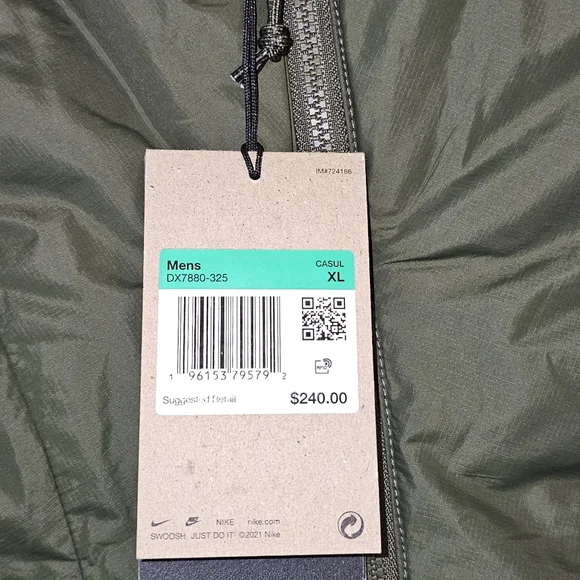 IM#724186
Mens CASUL
DX7880-325 XL
RFID
1 96153 79579 2
Suggested Retail $240.00
NIKE nike.com
SWOOSH. JUST DO IT. ©2021 Nike